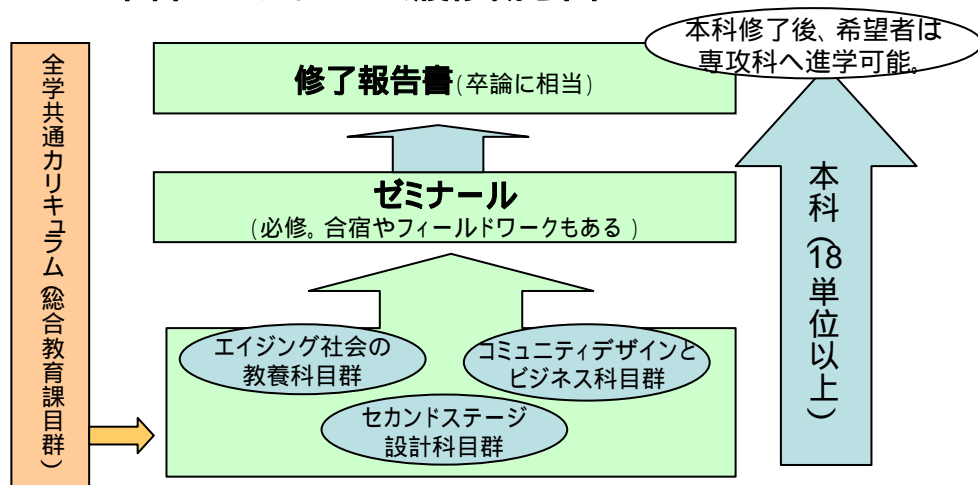 本科修了後、希望者は
専攻科へ進学可能。
全学共通カリキュラム(総合教育課目群)
修了報告書(卒論に相当)
ゼミナール
(必修。合宿やフィールドワークもある)
本科(18単位以上)
エイジング社会の
教養科目群
コミュニティデザインと
ビジネス科目群
セカンドステージ
設計科目群